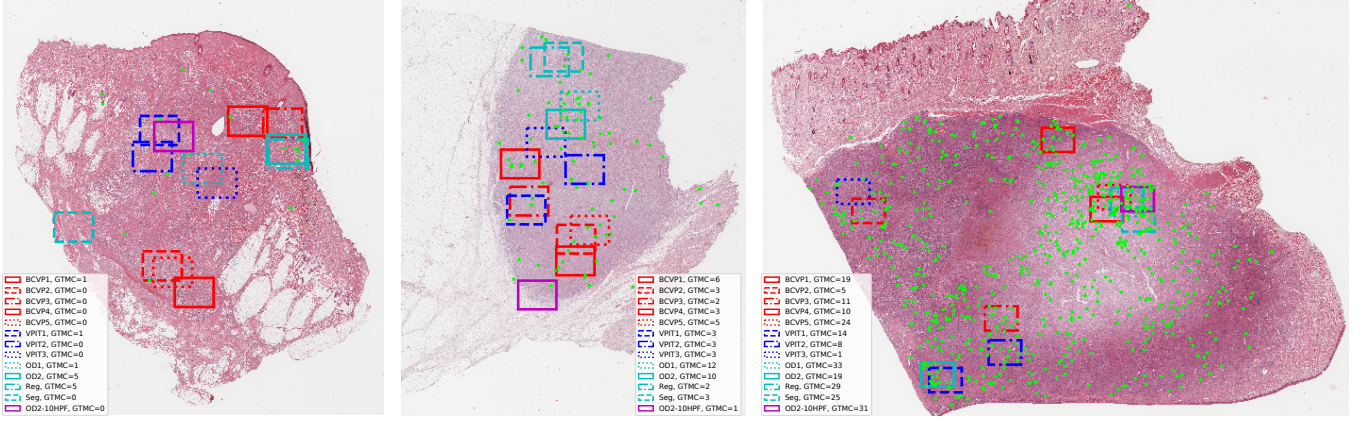 BCVP1, GTMC=1
BCVP2, GTMC=0
BCVP3, GTMC=0
BCVP4, GTMC=0
BCVP5, GTMC=0
VPIT1, GTMC=1
VPIT2, GTMC=0
VPIT3, GTMC=0
OD1, GTMC=1
OD2, GTMC=5
Reg, GTMC=5
Seg, GTMC=0
OD2-10HPF, GTMC=0
BCVP1, GTMC=6
BCVP2, GTMC=3
BCVP3, GTMC=2
BCVP4, GTMC=3
BCVP5, GTMC=5
VPIT1, GTMC=3
VPIT2, GTMC=3
VPIT3, GTMC=3
OD1, GTMC=12
OD2, GTMC=10
Reg, GTMC=2
Seg, GTMC=3
OD2-10HPF, GTMC=1
BCVP1, GTMC=19
BCVP2, GTMC=5
BCVP3, GTMC=11
BCVP4, GTMC=10
BCVP5, GTMC=24
VPIT1, GTMC=14
VPIT2, GTMC=8
VPIT3, GTMC=1
OD1, GTMC=33
OD2, GTMC=19
Reg, GTMC=29
Seg, GTMC=25
OD2-10HPF, GTMC=31